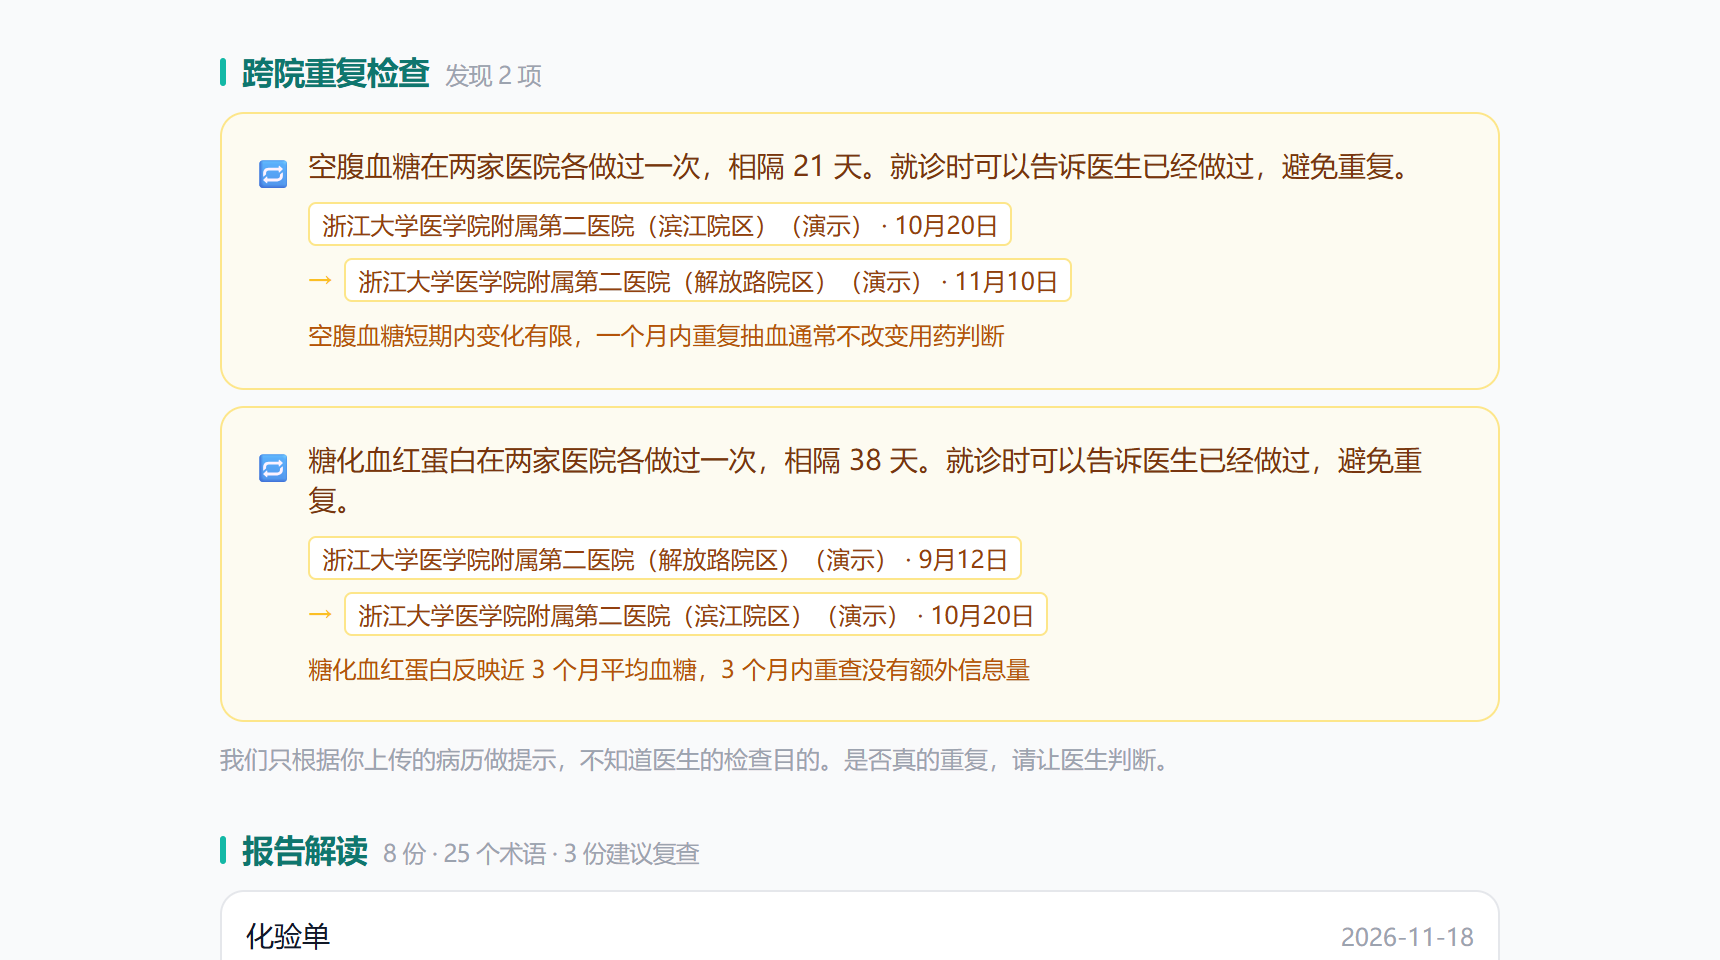 跨院重复检查 发现 2 项
空腹血糖在两家医院各做过一次，相隔 21 天。就诊时可以告诉医生已经做过，避免重复。
浙江大学医学院附属第二医院（滨江院区）（演示） · 10月20日
→ 浙江大学医学院附属第二医院（解放路院区）（演示） · 11月10日
空腹血糖短期内变化有限，一个月内重复抽血通常不改变用药判断
糖化血红蛋白在两家医院各做过一次，相隔 38 天。就诊时可以告诉医生已经做过，避免重
复。
浙江大学医学院附属第二医院（解放路院区）（演示） · 9月12日
→ 浙江大学医学院附属第二医院（滨江院区）（演示） · 10月20日
糖化血红蛋白反映近 3 个月平均血糖，3 个月内重查没有额外信息量
我们只根据你上传的病历做提示，不知道医生的检查目的。是否真的重复，请让医生判断。
报告解读 8 份 · 25 个术语 · 3 份建议复查
化验单 2026-11-18